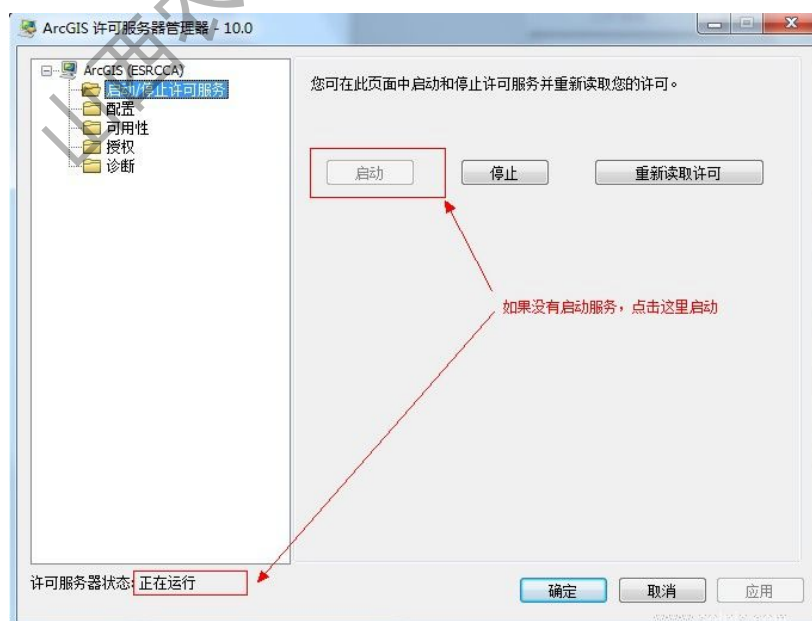 ArcGIS 许可服务器管理器 - 10.0
ArcGIS (ESRCCA)
启动/停止许可服务
配置
可用性
授权
诊断
您可在此页面中启动和停止许可服务并重新读取您的许可。
启动
停止
重新读取许可
如果没有启动服务，点击这里启动
许可服务器状态: 正在运行
确定
取消
应用
山西农